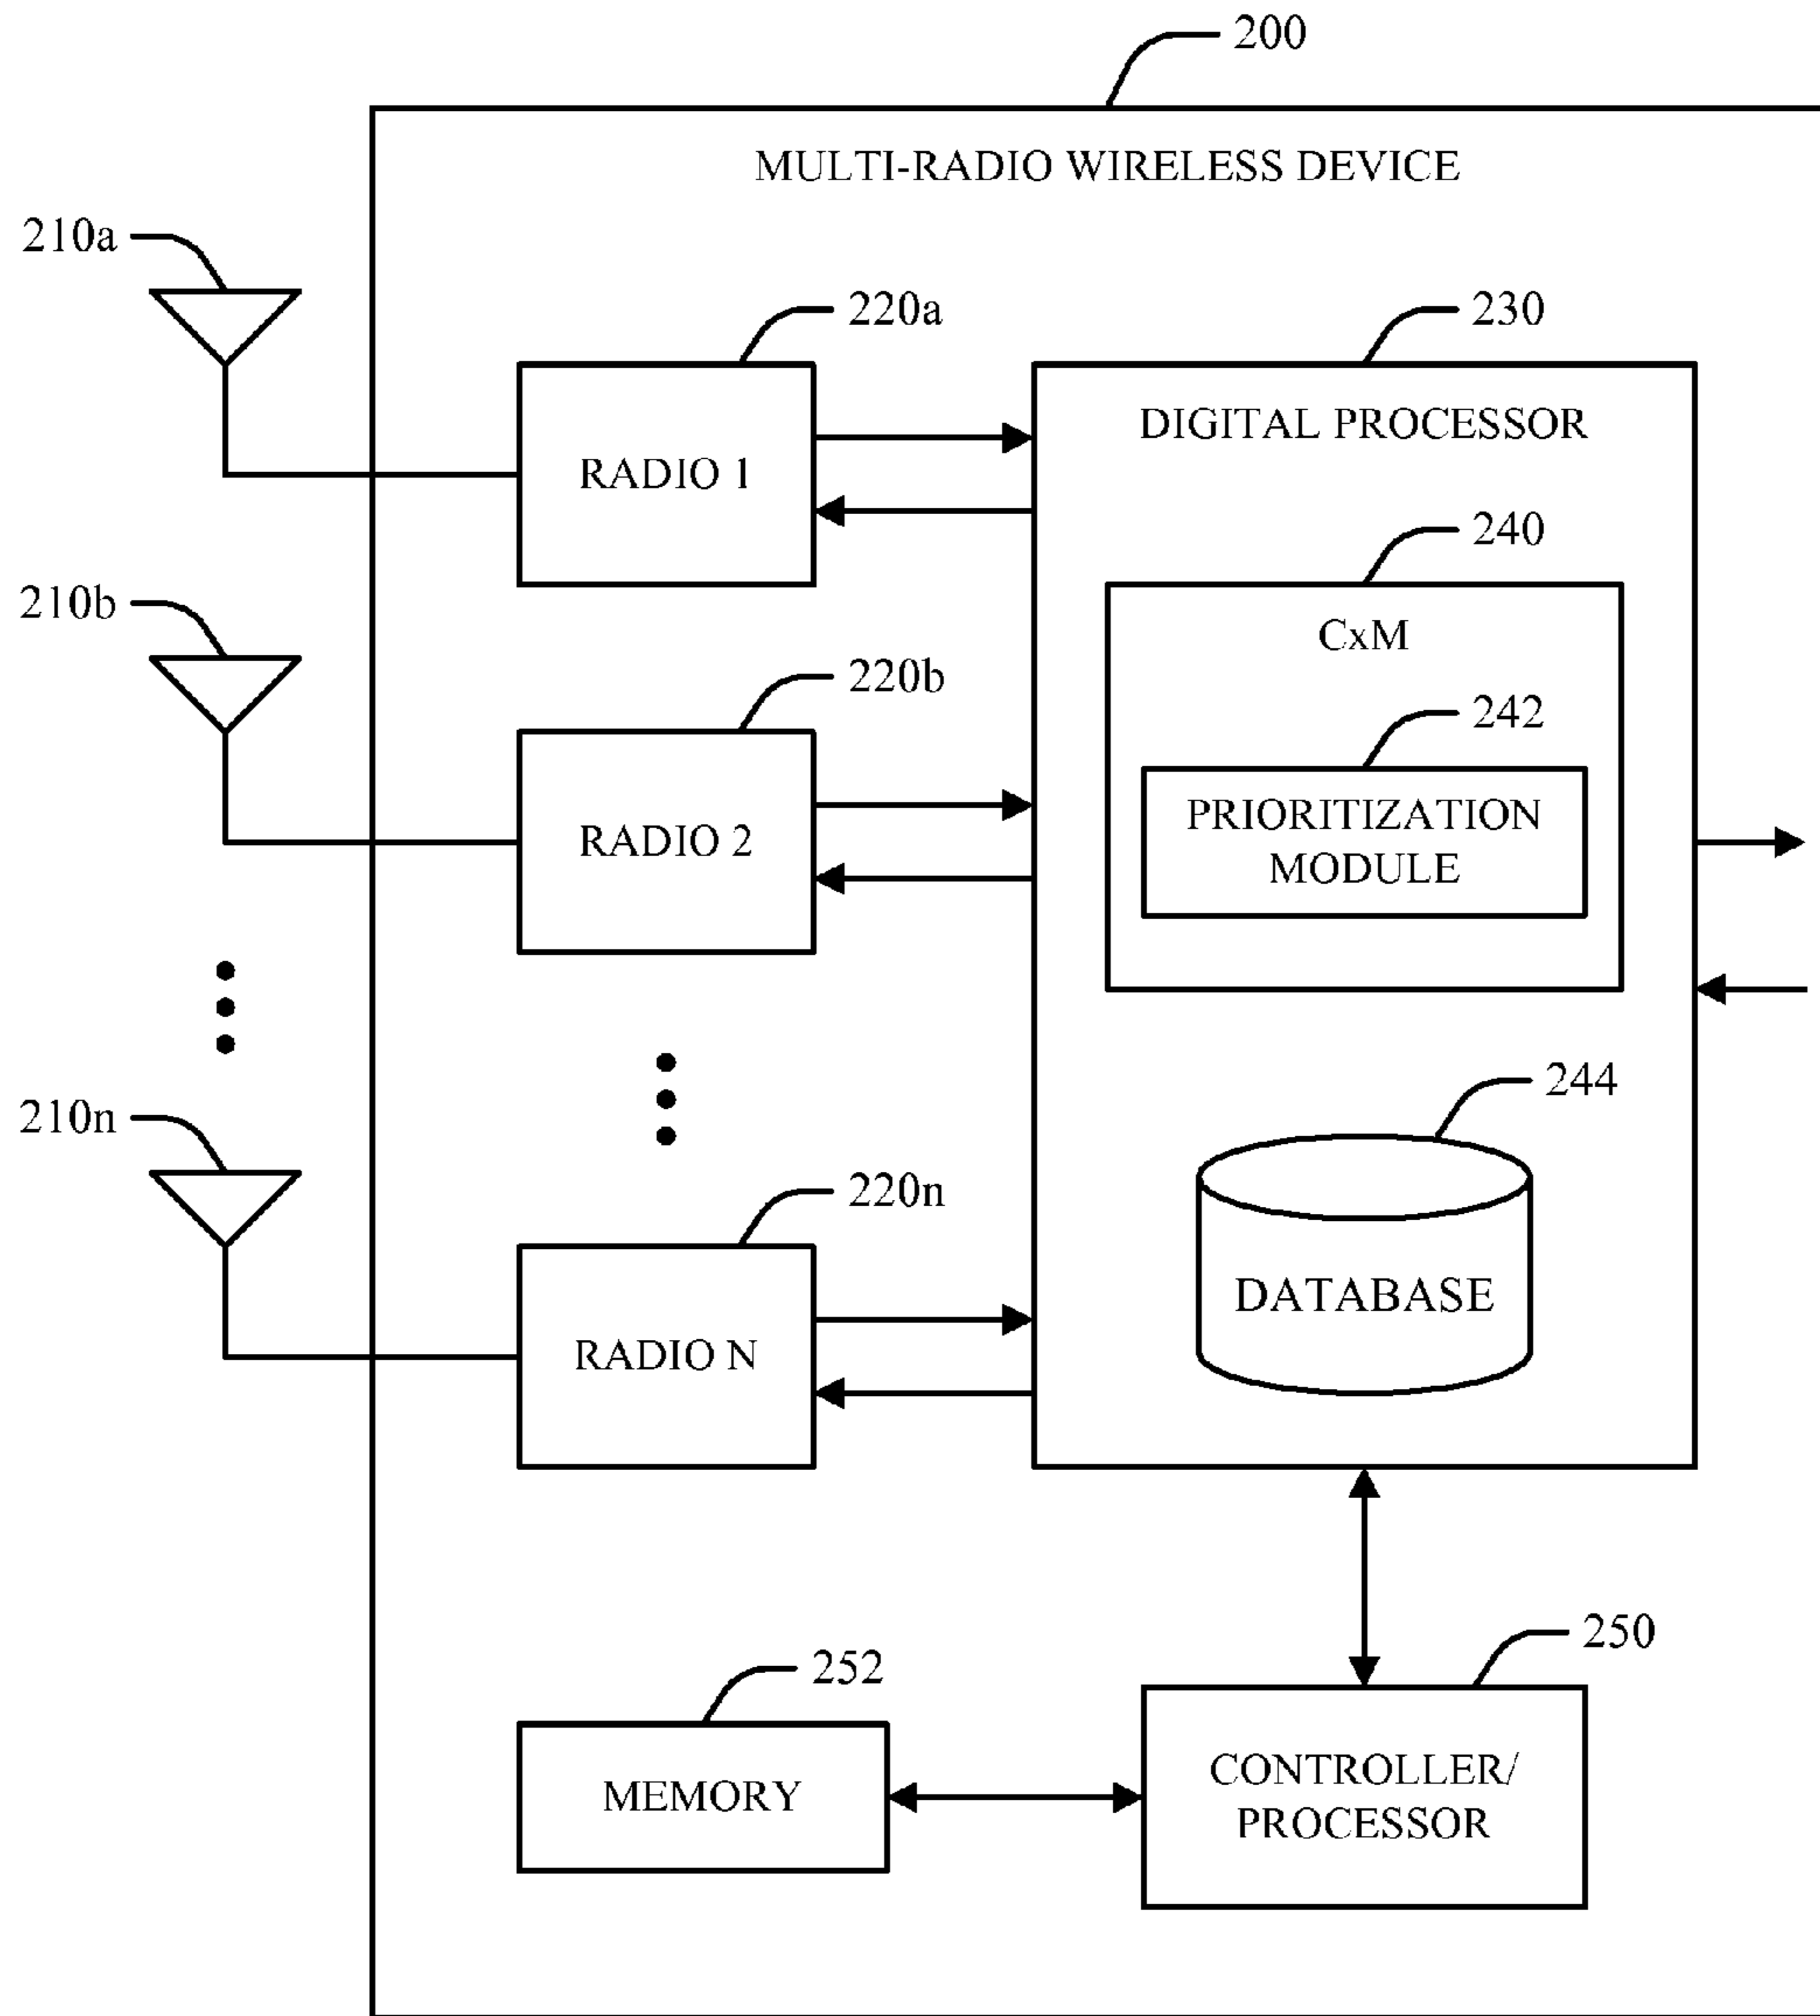 200
MULTI-RADIO WIRELESS DEVICE
210a
220a
230
RADIO 1
DIGITAL PROCESSOR
240
CxM
210b
220b
242
RADIO 2
PRIORITIZATION
MODULE
244
210n
220n
DATABASE
RADIO N
250
252
MEMORY
CONTROLLER/
PROCESSOR